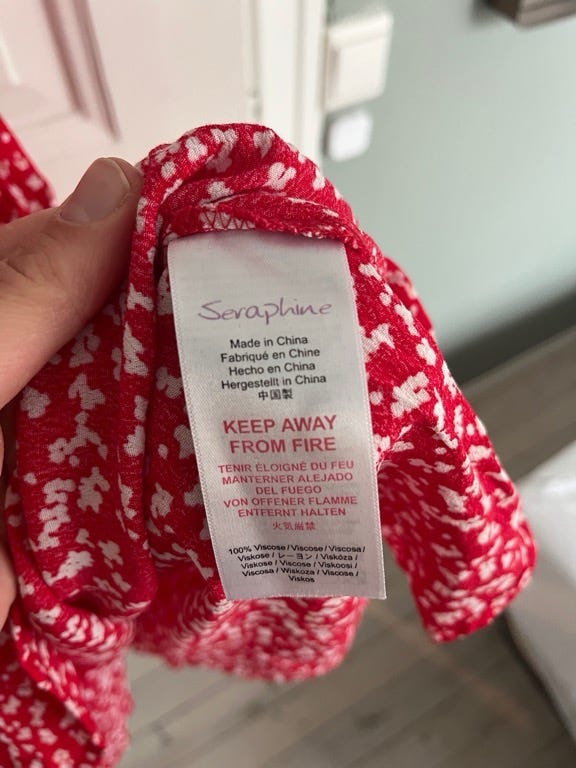 Seraphine
Made in China
Fabriqué en Chine
Hecho en China
Hergestellt in China
中国製
KEEP AWAY
FROM FIRE
TENIR ÉLOIGNÉ DU FEU
MANTERNER ALEJADO
DEL FUEGO
VON OFFENER FLAMME
ENTFERNT HALTEN
火気厳禁
100% Viscose / Viscose / Viscosa /
Viskose / レーヨン / Viskóza /
Viskose / Viscose / Viskoosi /
Viscosa / Wiskoza / Viscose /
Viskos